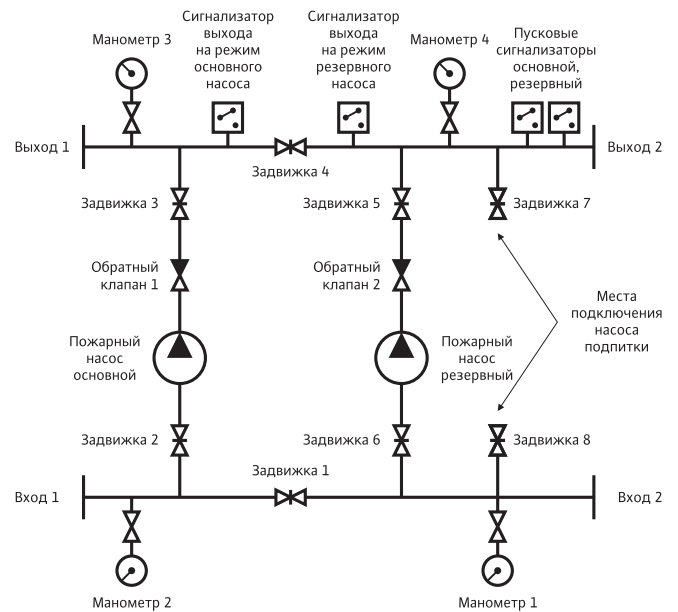 Манометр 3
Сигнализатор
выхода
на режим
основного
насоса
Сигнализатор
выхода
на режим
резервного
насоса
Манометр 4
Пусковые
сигнализаторы
основной,
резервный
Выход 1
Выход 2
Задвижка 4
Задвижка 3
Задвижка 5
Задвижка 7
Обратный
клапан 1
Обратный
клапан 2
Места
подключения
насоса
подпитки
Пожарный
насос
основной
Пожарный
насос
резервный
Задвижка 2
Задвижка 6
Задвижка 8
Задвижка 1
Вход 1
Вход 2
Манометр 2
Манометр 1